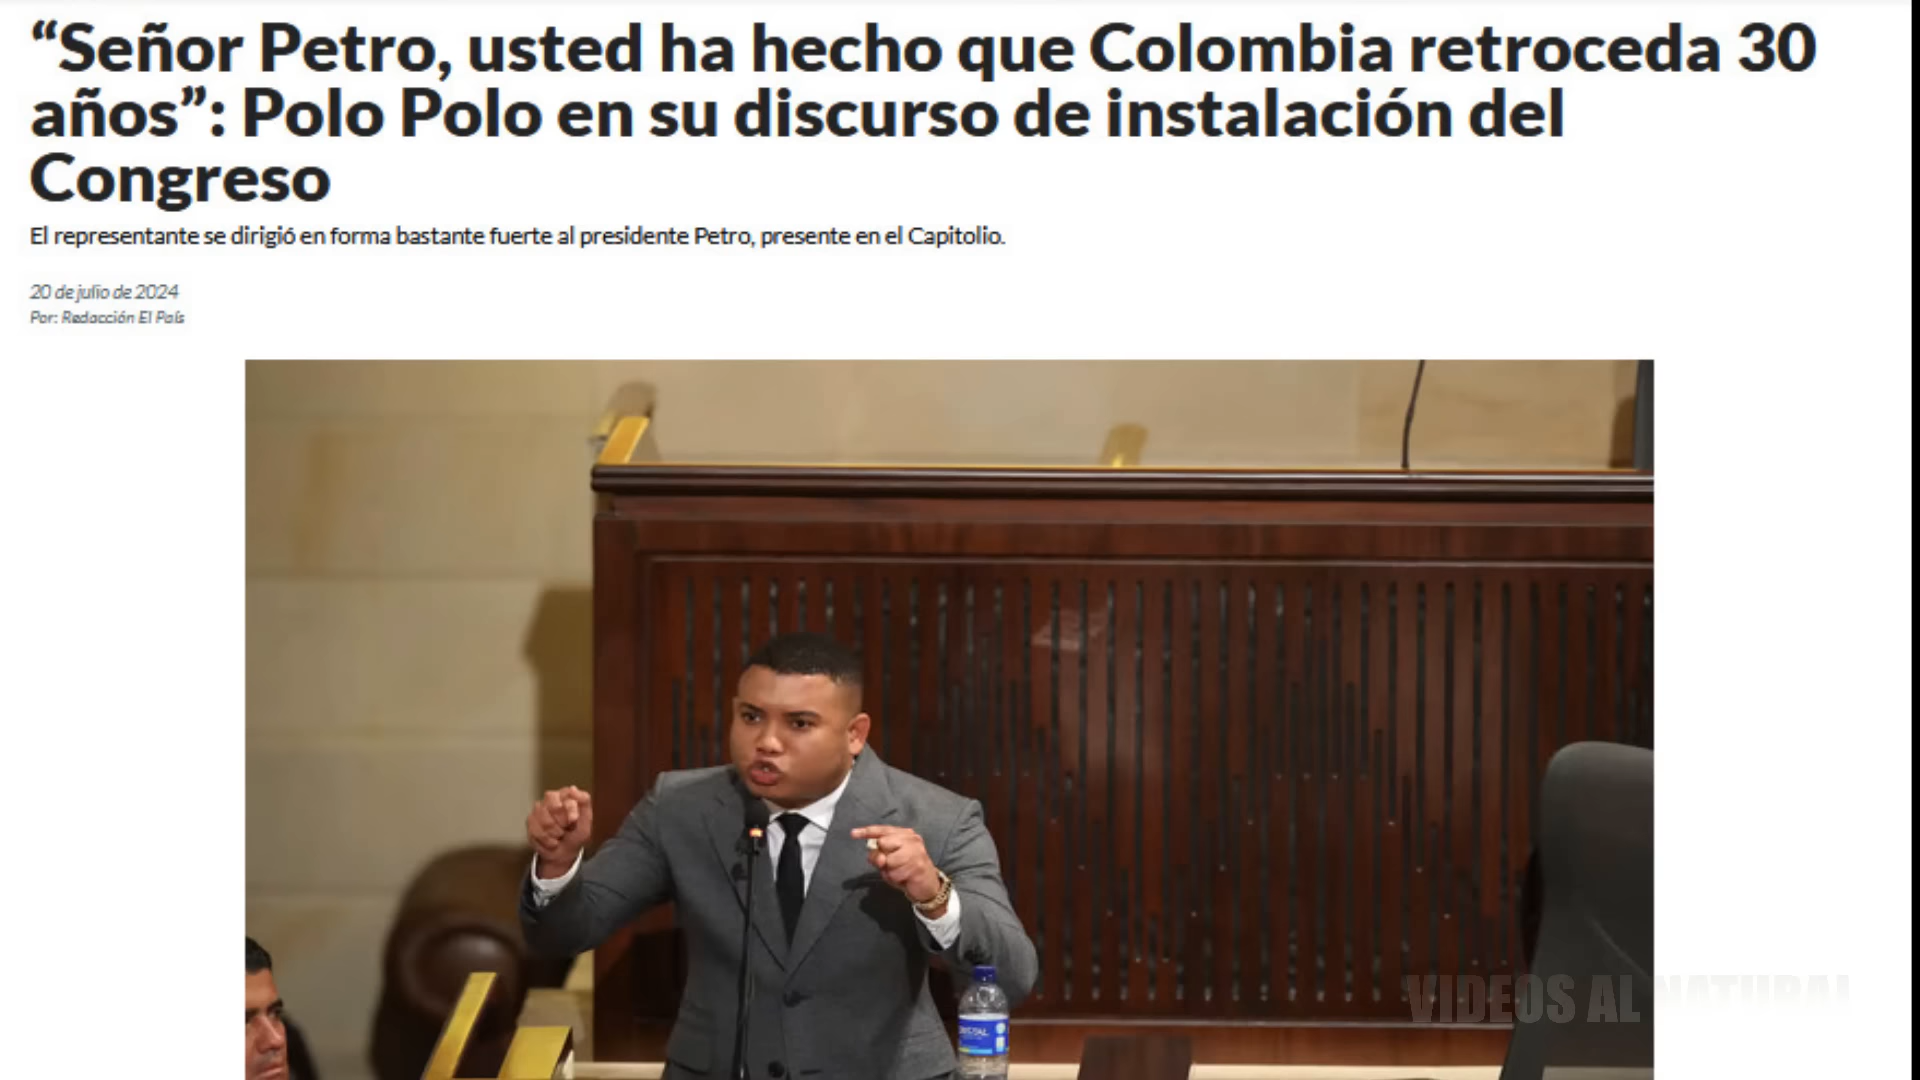 “Señor Petro, usted ha hecho que Colombia retroceda 30
años”: Polo Polo en su discurso de instalación del
Congreso
El representante se dirigió en forma bastante fuerte al presidente Petro, presente en el Capitolio.
20 de julio de 2024
Por: Redacción El País
VIDEOS AL NATURAL